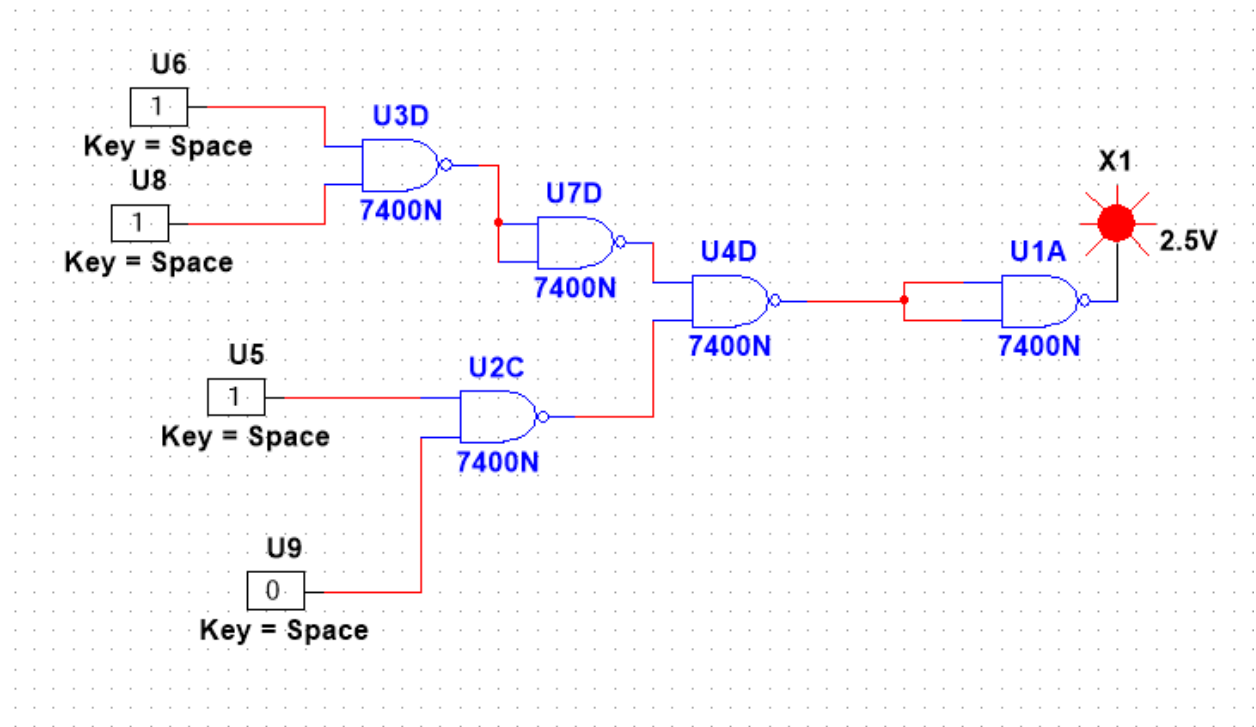 U6
1
Key = Space
U8
1
Key = Space
U3D
7400N
U7D
7400N
U4D
7400N
U1A
7400N
X1
2.5V
U5
1
Key = Space
U2C
7400N
U9
0
Key = Space